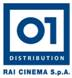 01
DISTRIBUTION
RAI CINEMA S.p.A.